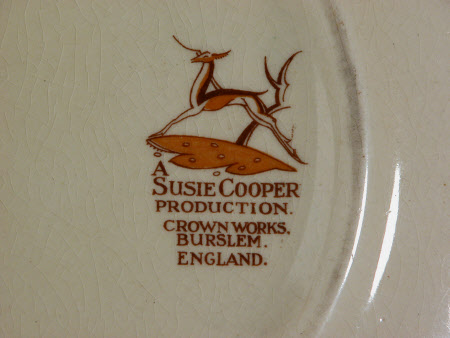 A
SUSIE COOPER
PRODUCTION.
CROWN WORKS.
BURSLEM.
ENGLAND.